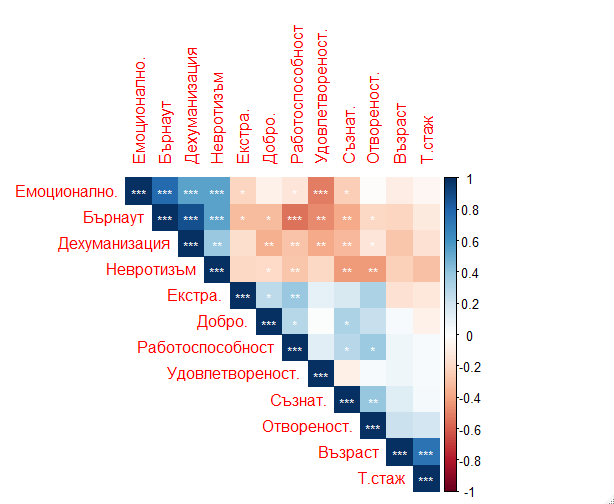 Емоционално.
Бърнаут
Дехуманизация
Невротизъм
Екстра.
Добро.
Работоспособност
Удовлетвореност.
Съзнат.
Отвореност.
Възраст
Т.стаж
Емоционално. *** *** *** *** * * *** *
Бърнаут *** *** *** * * *** ** ** * *
Дехуманизация *** ** ** ** ** ** *
Невротизъм *** * ** ** **
Екстра. *** * **
Добро. *** * *
Работоспособност *** * *
Удовлетвореност. ***
Съзнат. *** **
Отвореност. ***
Възраст *** ***
Т.стаж ***
1
0.8
0.6
0.4
0.2
0
-0.2
-0.4
-0.6
-0.8
-1